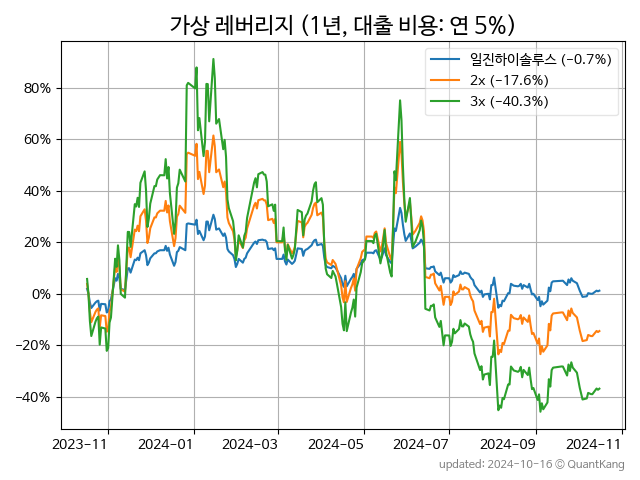 가상 레버리지 (1년, 대출 비용: 연 5%)
일진하이솔루스 (−0.7%)
2x (−17.6%)
3x (−40.3%)
80%
60%
40%
20%
0%
−20%
−40%
2023-11 2024-01 2024-03 2024-05 2024-07 2024-09 2024-11
updated: 2024-10-16 © QuantKang